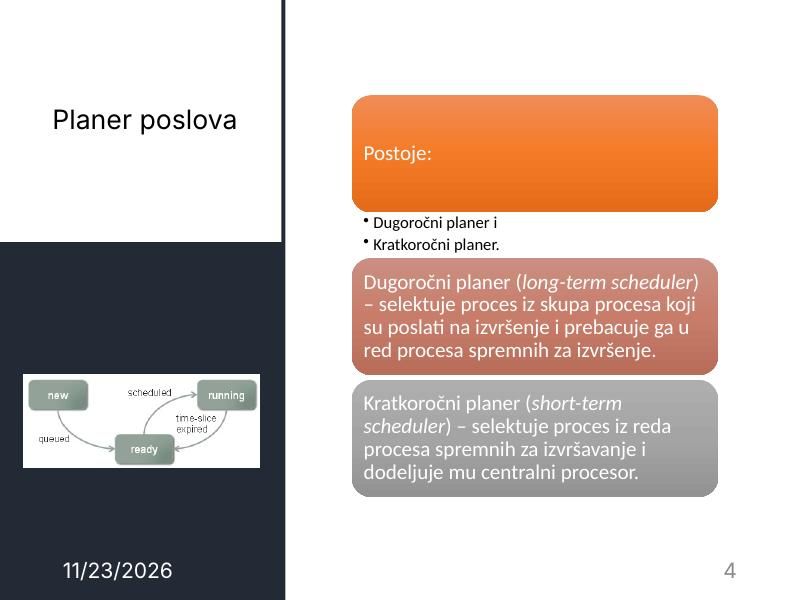 Planer poslova
Postoje:
• Dugoročni planer i
• Kratkoročni planer.
Dugoročni planer (long-term scheduler)
– selektuje proces iz skupa procesa koji
su poslati na izvršenje i prebacuje ga u
red procesa spremnih za izvršenje.
Kratkoročni planer (short-term
scheduler) – selektuje proces iz reda
procesa spremnih za izvršavanje i
dodeljuje mu centralni procesor.
new
scheduled
running
time-slice
expired
queued
ready
11/23/2026
4